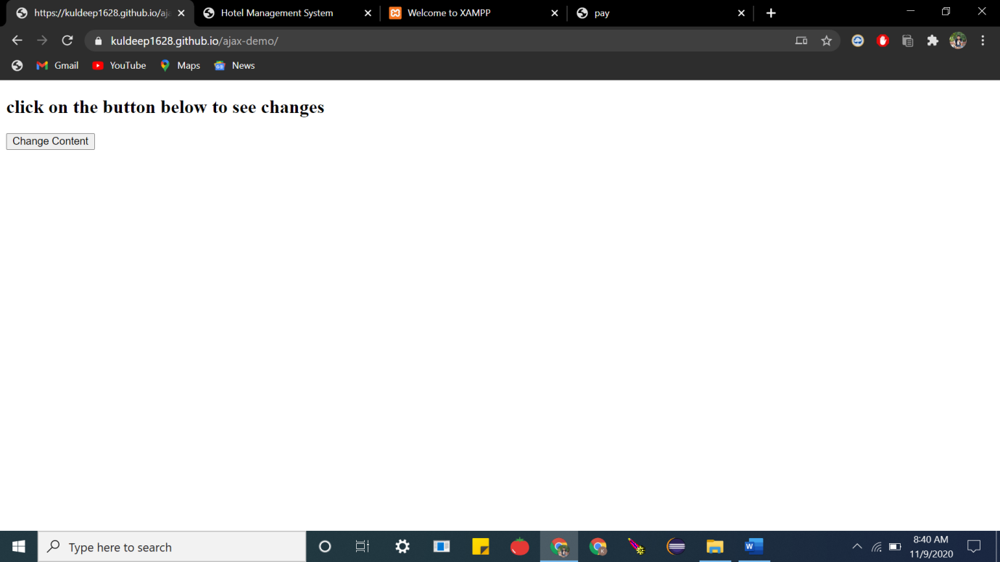 https://kuldeep1628.github.io/aja
Hotel Management System
Welcome to XAMPP
pay
kuldeep1628.github.io/ajax-demo/
Gmail
YouTube
Maps
News
click on the button below to see changes
Change Content
Type here to search
8:40 AM
11/9/2020